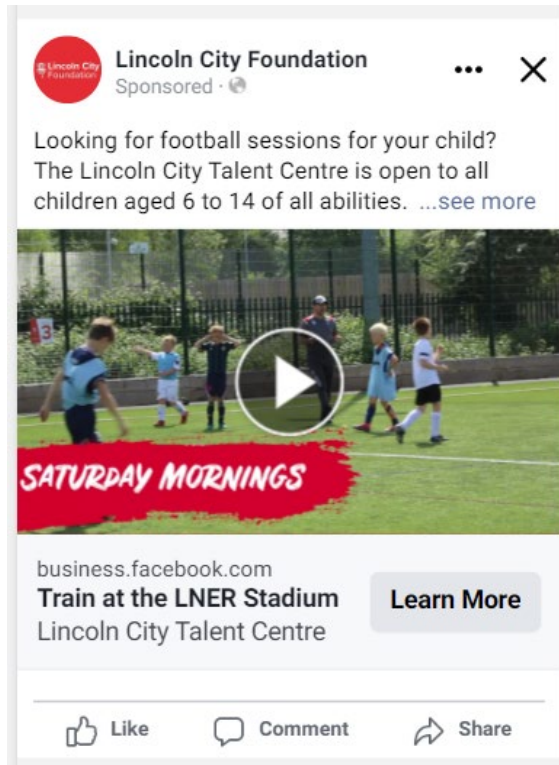 Lincoln City
Foundation
Lincoln City Foundation
Sponsored ·
Looking for football sessions for your child?
The Lincoln City Talent Centre is open to all
children aged 6 to 14 of all abilities. ...see more
3
SATURDAY MORNINGS
business.facebook.com
Train at the LNER Stadium
Lincoln City Talent Centre
Learn More
Like
Comment
Share